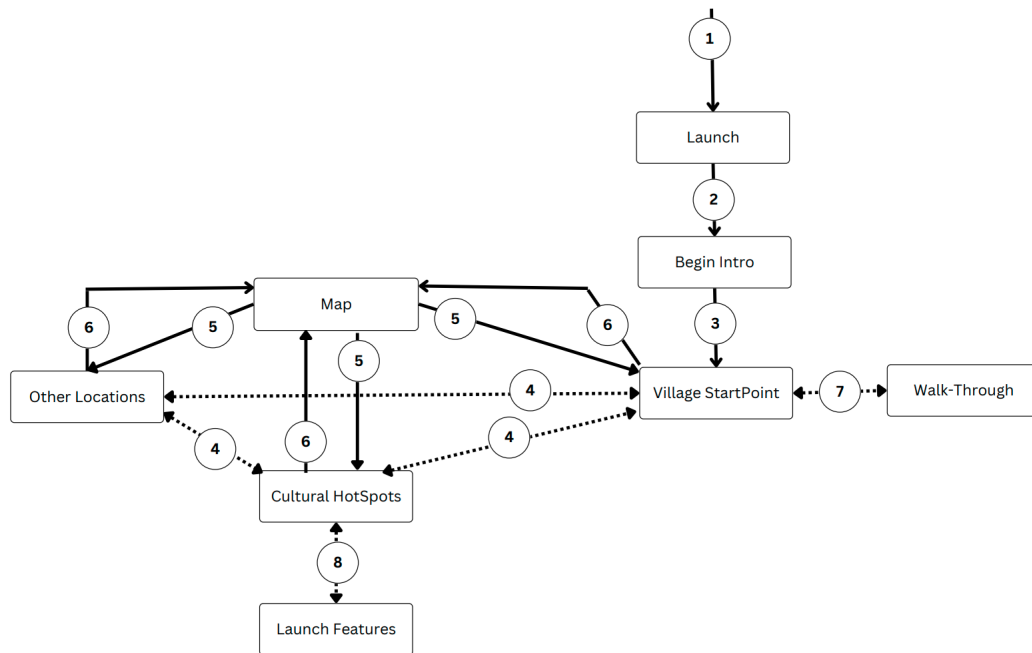 1
Launch
2
Begin Intro
Map
6
5
5
6
3
5
Other Locations
4
Village StartPoint
7
Walk-Through
4
6
4
Cultural HotSpots
8
Launch Features